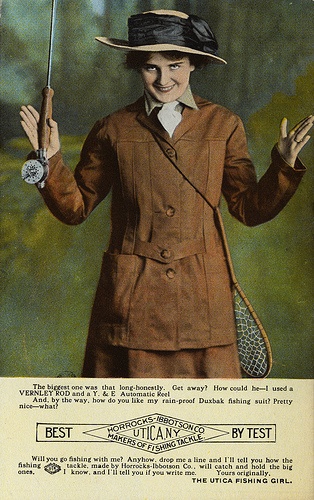 The biggest one was that long-honestly. Get away? How could he—I used a
VERNLEY ROD and a Y. & E. Automatic Reel
And, by the way, how do you like my rain-proof Duxbak fishing suit? Pretty
nice—what?
BEST
HORROCKS-IBBOTSON CO
UTICA, N.Y.
MAKERS OF FISHING TACKLE
BY TEST
Will you go fishing with me? Anyhow, drop me a line and I'll tell you how the
fishing tackle, made by Horrocks-Ibbotson Co., will catch and hold the big
ones, I know, and I'll tell you if you write me. Yours originally,
THE UTICA FISHING GIRL.